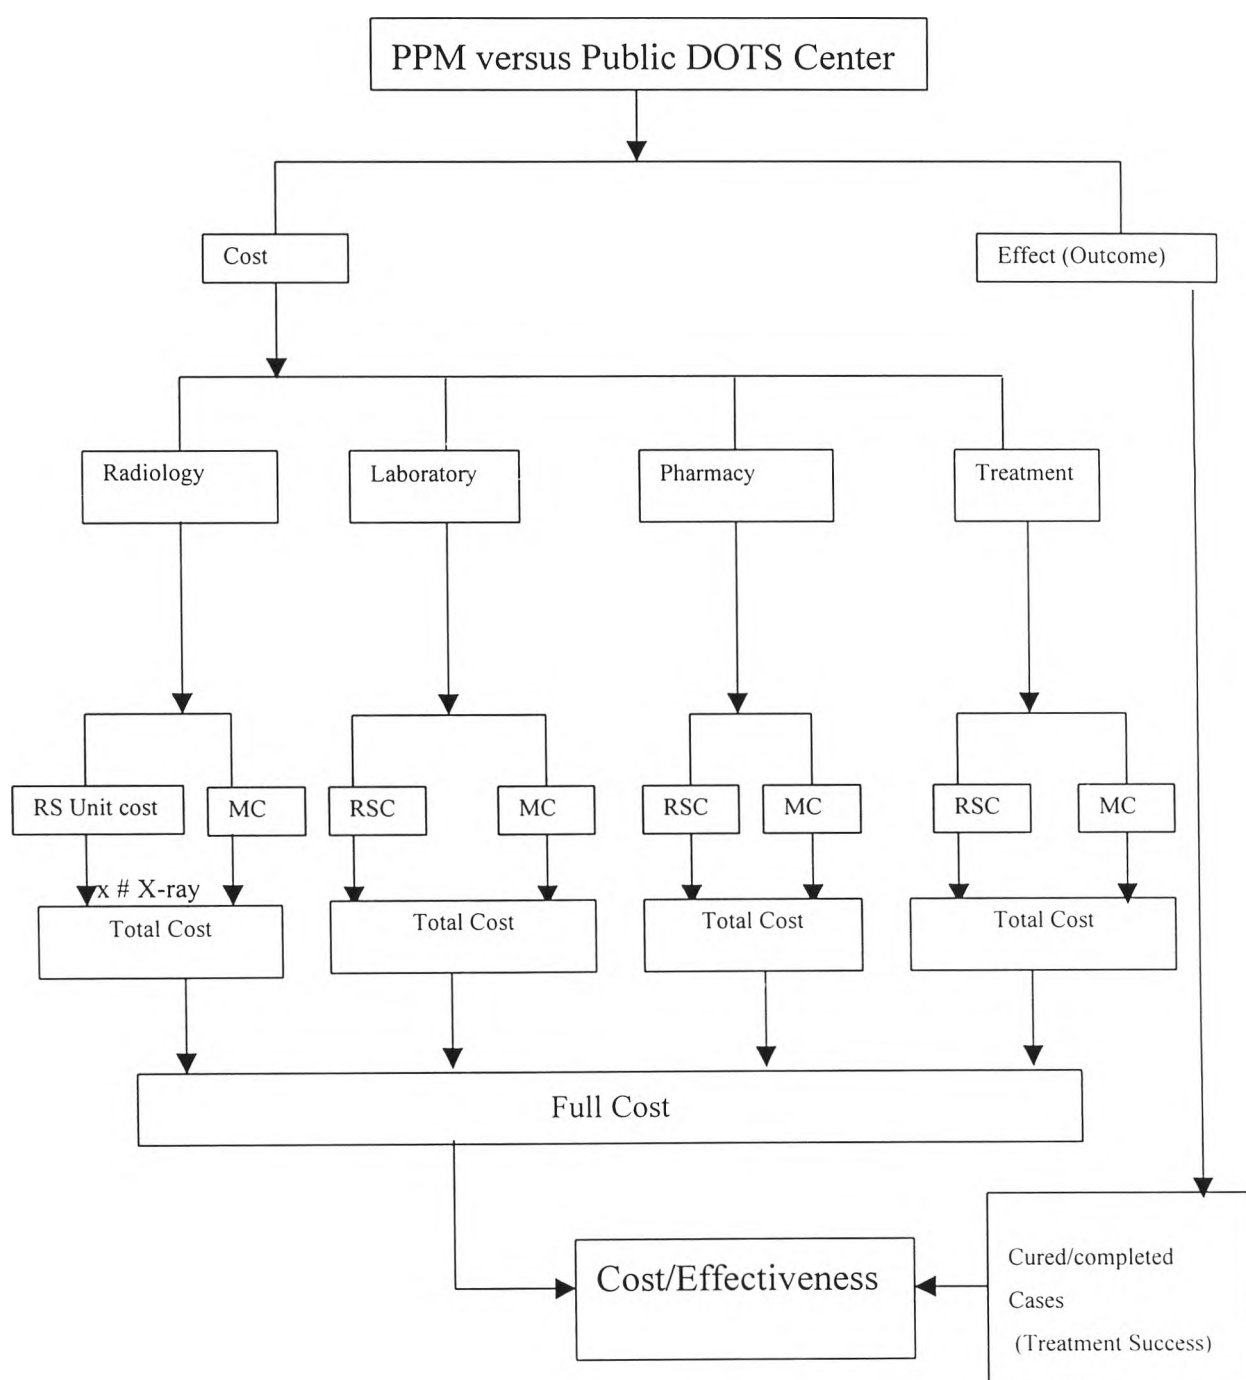 PPM versus Public DOTS Center
Cost
Effect (Outcome)
Radiology
Laboratory
Pharmacy
Treatment
RS Unit cost
MC
RSC
MC
RSC
MC
RSC
MC
x # X-ray
Total Cost
Total Cost
Total Cost
Total Cost
Full Cost
Cost/Effectiveness
Cured/completed
Cases
(Treatment Success)